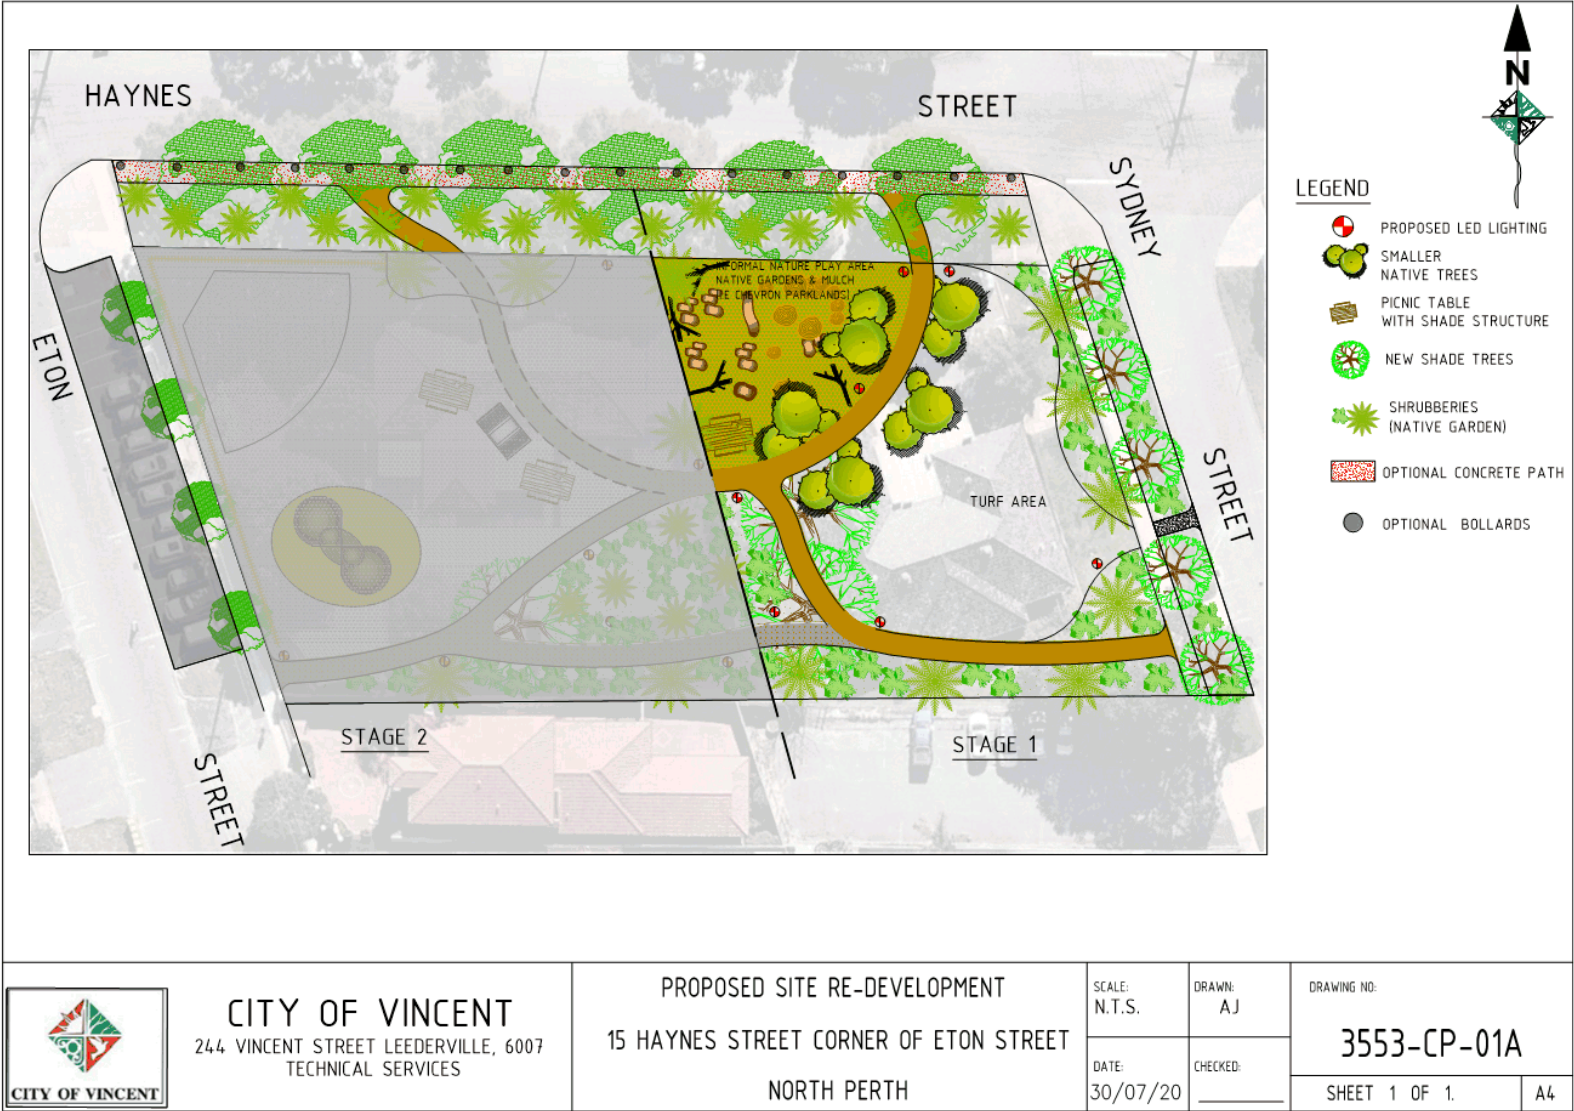 HAYNES
STREET
SYDNEY
STREET
ETON
STREET
INFORMAL NATURE PLAY AREA
NATIVE GARDENS & MULCH
CHEVRON PARKLANDS)
TURF AREA
STAGE 2
STAGE 1
N
LEGEND
PROPOSED LED LIGHTING
SMALLER
NATIVE TREES
PICNIC TABLE
WITH SHADE STRUCTURE
NEW SHADE TREES
SHRUBBERIES
(NATIVE GARDEN)
OPTIONAL CONCRETE PATH
OPTIONAL BOLLARDS
CITY OF VINCENT
CITY OF VINCENT
244 VINCENT STREET LEEDERVILLE, 6007
TECHNICAL SERVICES
PROPOSED SITE RE-DEVELOPMENT
15 HAYNES STREET CORNER OF ETON STREET
NORTH PERTH
SCALE:
N.T.S.
DRAWN:
AJ
DATE:
30/07/20
CHECKED:
DRAWING NO:
3553-CP-01A
SHEET 1 OF 1.
A4